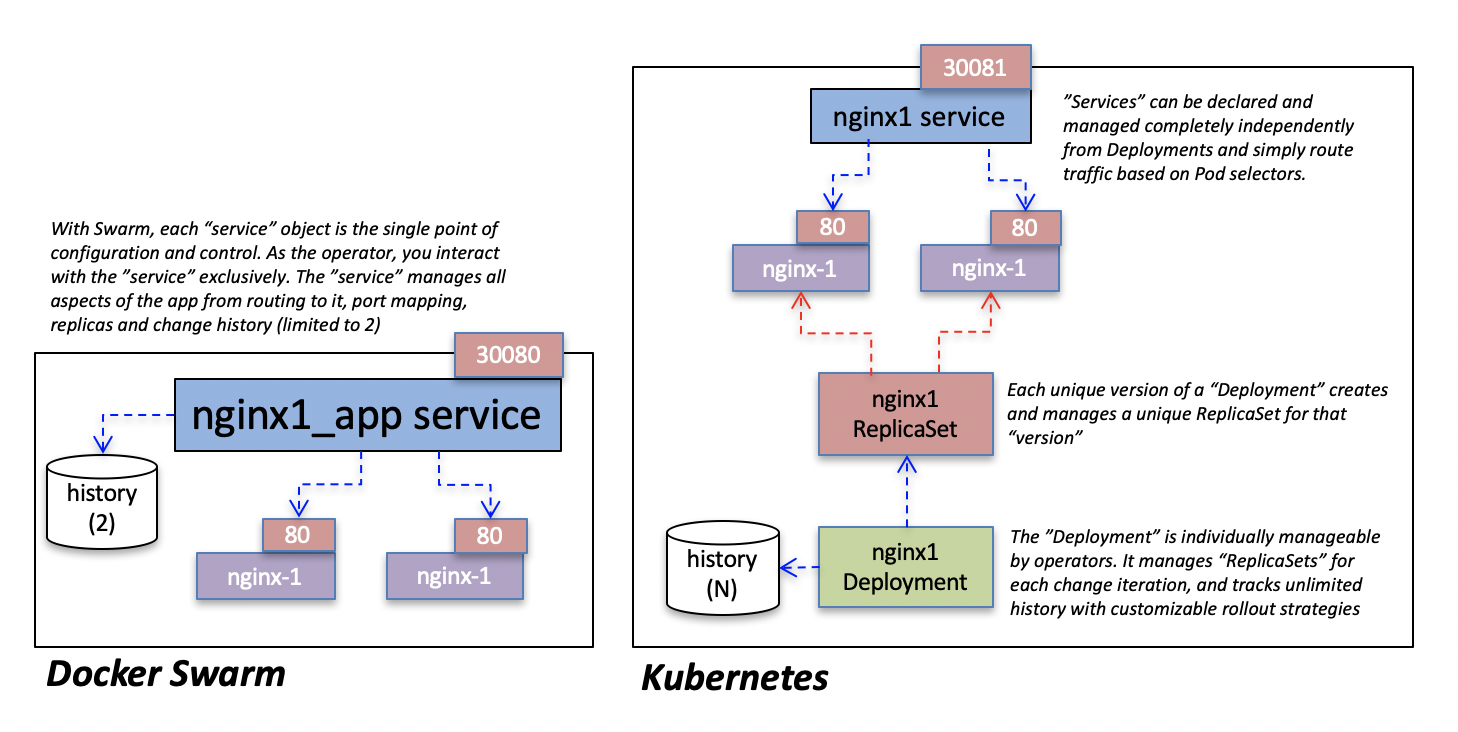 With Swarm, each “service” object is the single point of
configuration and control. As the operator, you interact
with the ”service” exclusively. The ”service” manages all
aspects of the app from routing to it, port mapping,
replicas and change history (limited to 2)
30080
nginx1_app service
history
(2)
80
80
nginx-1
nginx-1
Docker Swarm
30081
nginx1 service
”Services” can be declared and
managed completely independently
from Deployments and simply route
traffic based on Pod selectors.
80
80
nginx-1
nginx-1
nginx1
ReplicaSet
Each unique version of a “Deployment” creates
and manages a unique ReplicaSet for that
“version”
history
(N)
nginx1
Deployment
The ”Deployment” is individually manageable
by operators. It manages “ReplicaSets” for
each change iteration, and tracks unlimited
history with customizable rollout strategies
Kubernetes